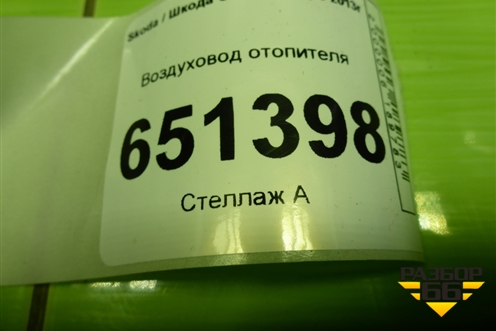 Skoda / Шкода
Воздуховод отопителя
651398
Стеллаж А
РАЗБОР
66